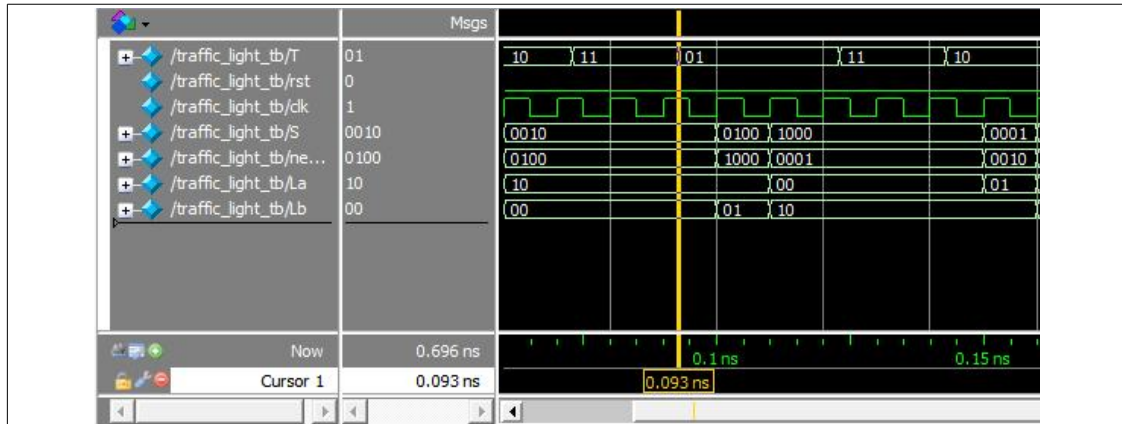 Msgs
/traffic_light_tb/T 01 10 11 01 11 10
/traffic_light_tb/rst 0
/traffic_light_tb/clk 1
/traffic_light_tb/S 0010 0010 0100 1000 0001
/traffic_light_tb/ne... 0100 0100 1000 0001 0010
/traffic_light_tb/La 10 10 00 01
/traffic_light_tb/Lb 00 00 01 10
Now 0.696 ns 0.1 ns 0.15 ns
Cursor 1 0.093 ns 0.093 ns